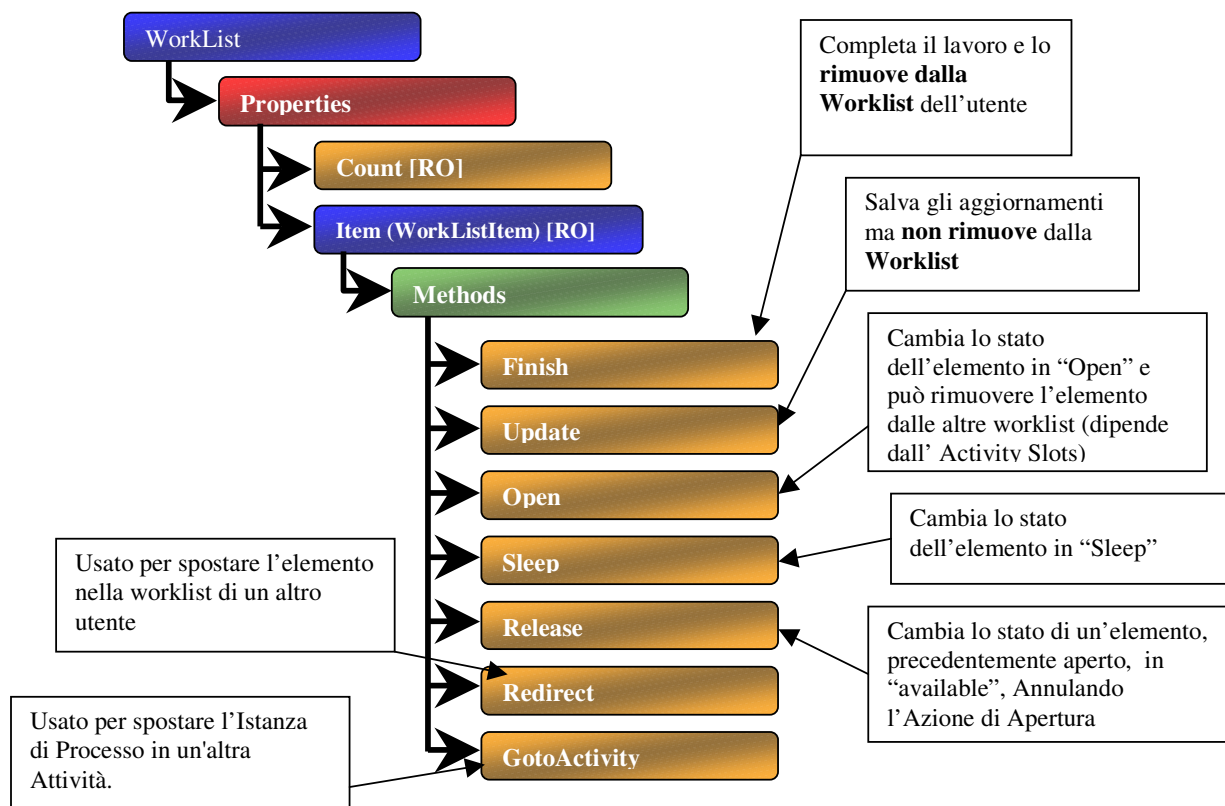 WorkList
Properties
Count [RO]
Item (WorkListItem) [RO]
Methods
Finish
Update
Open
Sleep
Release
Redirect
GotoActivity
Completa il lavoro e lo
rimuove dalla
Worklist dell’utente
Salva gli aggiornamenti
ma non rimuove dalla
Worklist
Cambia lo stato
dell’elemento in “Open” e
può rimuovere l’elemento
dalle altre worklist (dipende
dall’ Activity Slots)
Cambia lo stato
dell’elemento in “Sleep”
Cambia lo stato di un’elemento,
precedentemente aperto, in
“available”, Annulando
l’Azione di Apertura
Usato per spostare l’elemento
nella worklist di un altro
utente
Usato per spostare l’Istanza
di Processo in un'altra
Attività.